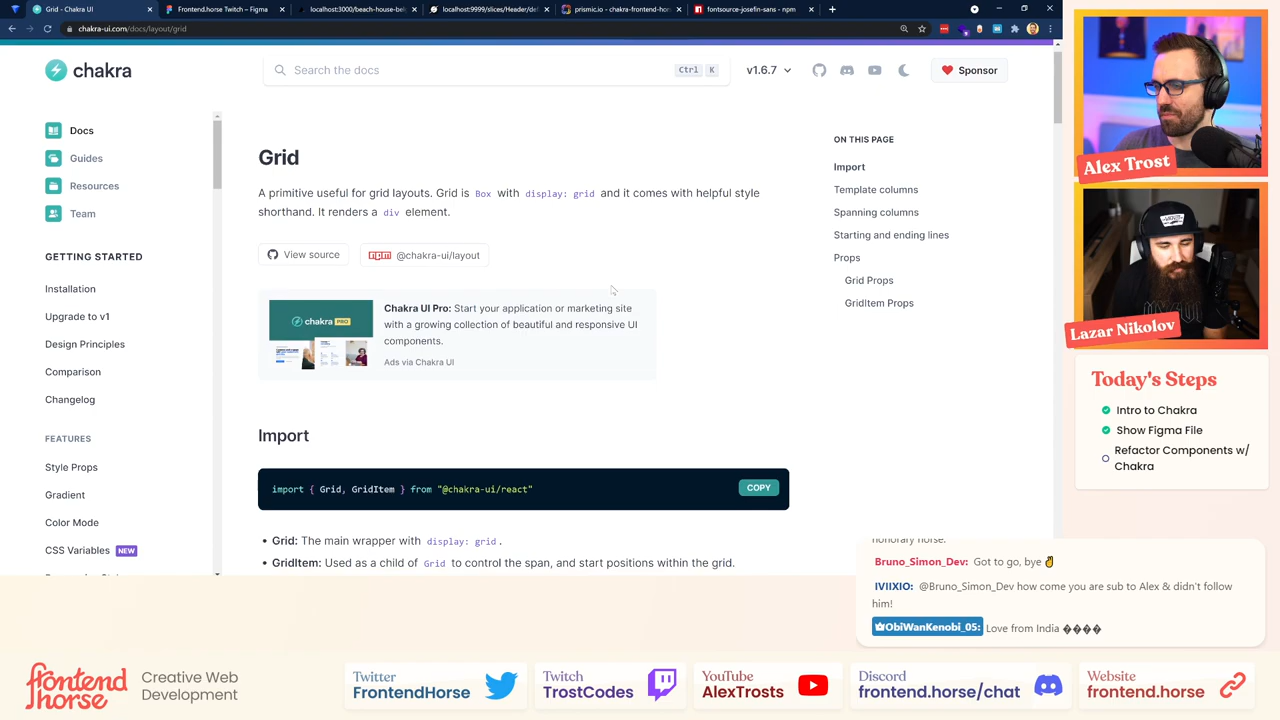 Grid - Chakra UI
Frontend.horse Twitch – Figma
localhost:3000/beach-house-bel
localhost:9999/slices/Header/def
prismic.io - chakra-frontend-hors
fontsource-josefin-sans - npm
chakra-ui.com/docs/layout/grid
chakra
Search the docs
Ctrl K
v1.6.7
Sponsor
Docs
Guides
Resources
Team
GETTING STARTED
Installation
Upgrade to v1
Design Principles
Comparison
Changelog
FEATURES
Style Props
Gradient
Color Mode
CSS Variables NEW
Grid
A primitive useful for grid layouts. Grid is Box with display: grid and it comes with helpful style
shorthand. It renders a div element.
View source
@chakra-ui/layout
chakra PRO
Chakra UI Pro: Start your application or marketing site
with a growing collection of beautiful and responsive UI
components.
Ads via Chakra UI
Import
import { Grid, GridItem } from "@chakra-ui/react"
COPY
• Grid: The main wrapper with display: grid.
• GridItem: Used as a child of Grid to control the span, and start positions within the grid.
ON THIS PAGE
Import
Template columns
Spanning columns
Starting and ending lines
Props
Grid Props
GridItem Props
Alex Trost
Lazar Nikolov
Today's Steps
Intro to Chakra
Show Figma File
Refactor Components w/
Chakra
honorary horse.
Bruno_Simon_Dev: Got to go, bye ✌
IVIIXIO: @Bruno_Simon_Dev how come you are sub to Alex & didn't follow
him!
ObiWanKenobi_05: Love from India ����
frontend
horse
Creative Web
Development
Twitter
FrontendHorse
Twitch
TrostCodes
YouTube
AlexTrosts
Discord
frontend.horse/chat
Website
frontend.horse